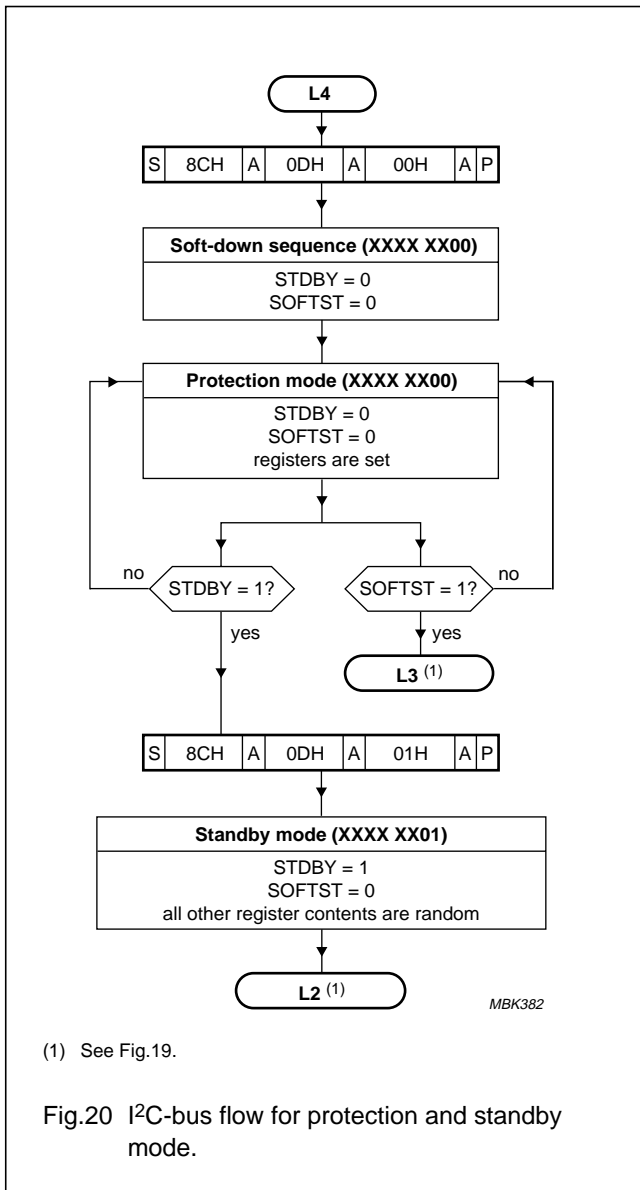 L4
S 8CH A 0DH A 00H A P
Soft-down sequence (XXXX XX00)
STDBY = 0
SOFTST = 0
Protection mode (XXXX XX00)
STDBY = 0
SOFTST = 0
registers are set
no STDBY = 1? SOFTST = 1? no
yes yes
L3 (1)
S 8CH A 0DH A 01H A P
Standby mode (XXXX XX01)
STDBY = 1
SOFTST = 0
all other register contents are random
L2 (1)
MBK382
(1) See Fig.19.
Fig.20 I²C-bus flow for protection and standby
mode.